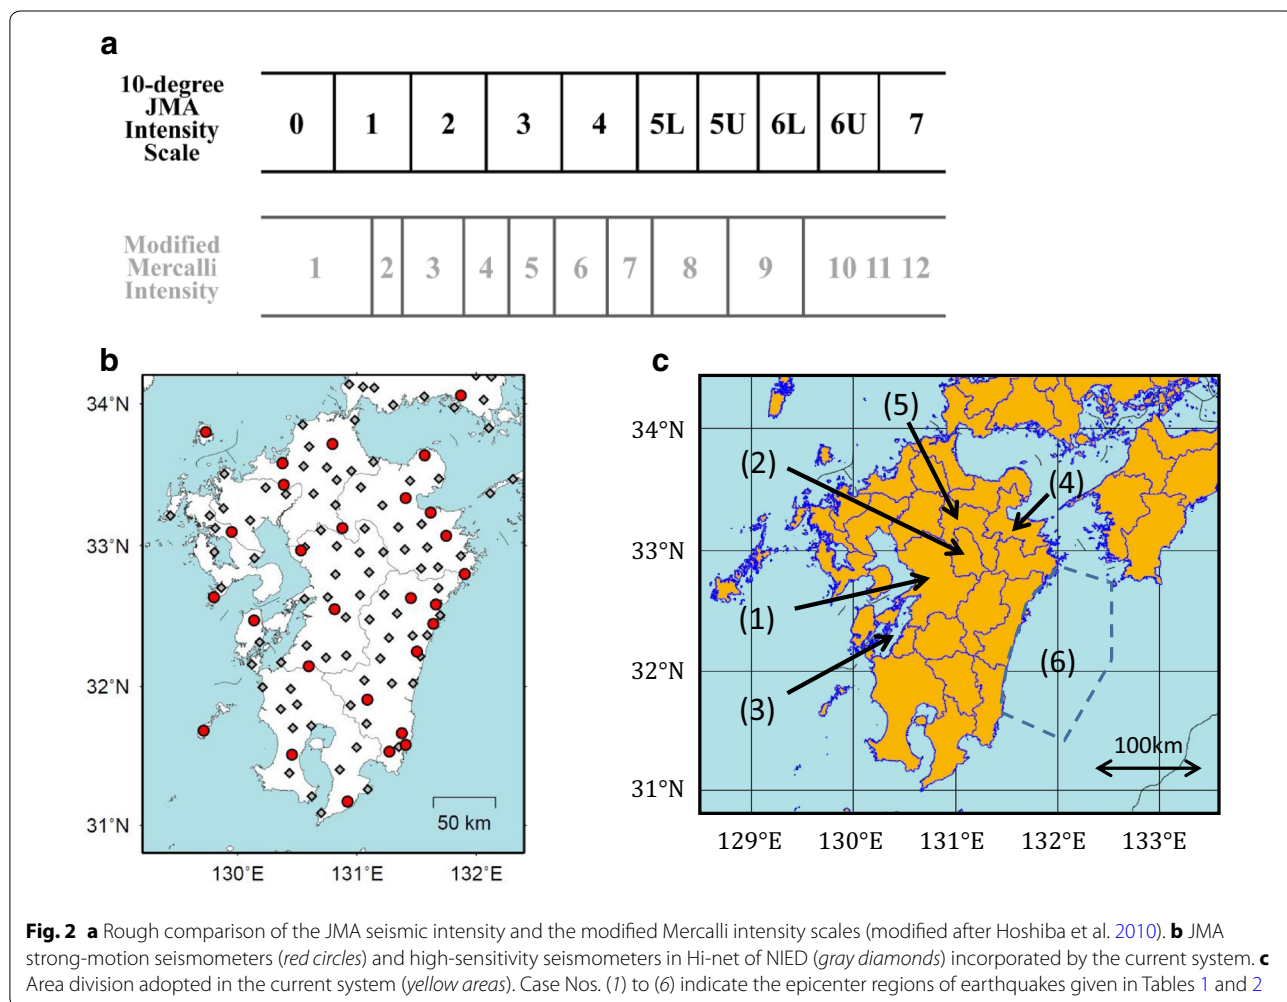 a
10-degree
JMA
Intensity
Scale
0 1 2 3 4 5L 5U 6L 6U 7
Modified
Mercalli
Intensity
1 2 3 4 5 6 7 8 9 10 11 12
b
34°N
33°N
32°N
31°N
130°E 131°E 132°E
50 km
c
34°N
33°N
32°N
31°N
129°E 130°E 131°E 132°E 133°E
(5)
(2)
(4)
(1)
(6)
(3)
100km
Fig. 2 a Rough comparison of the JMA seismic intensity and the modified Mercalli intensity scales (modified after Hoshiba et al. 2010). b JMA
strong-motion seismometers (red circles) and high-sensitivity seismometers in Hi-net of NIED (gray diamonds) incorporated by the current system. c
Area division adopted in the current system (yellow areas). Case Nos. (1) to (6) indicate the epicenter regions of earthquakes given in Tables 1 and 2